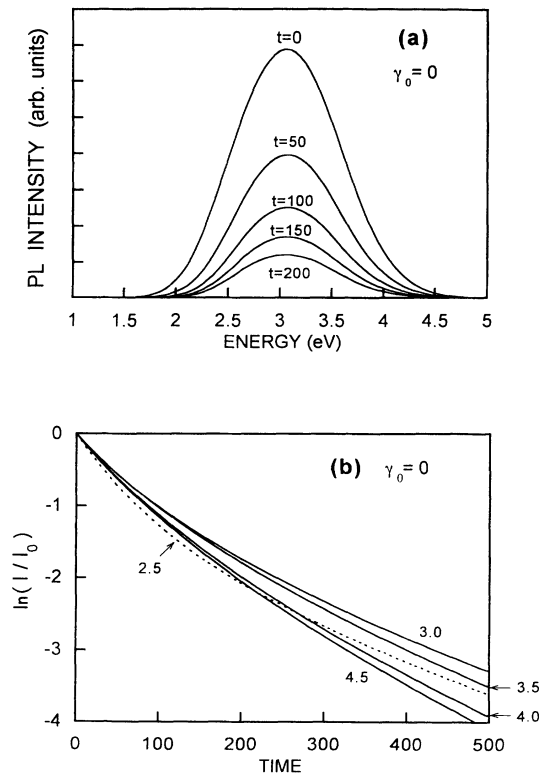 (a)
γ₀ = 0
t=0
t=50
t=100
t=150
t=200
PL INTENSITY (arb. units)
1 1.5 2 2.5 3 3.5 4 4.5 5
ENERGY (eV)
(b) γ₀ = 0
0
-1
-2
-3
-4
ln( I / I₀ )
2.5
3.0
4.5
3.5
4.0
0 100 200 300 400 500
TIME